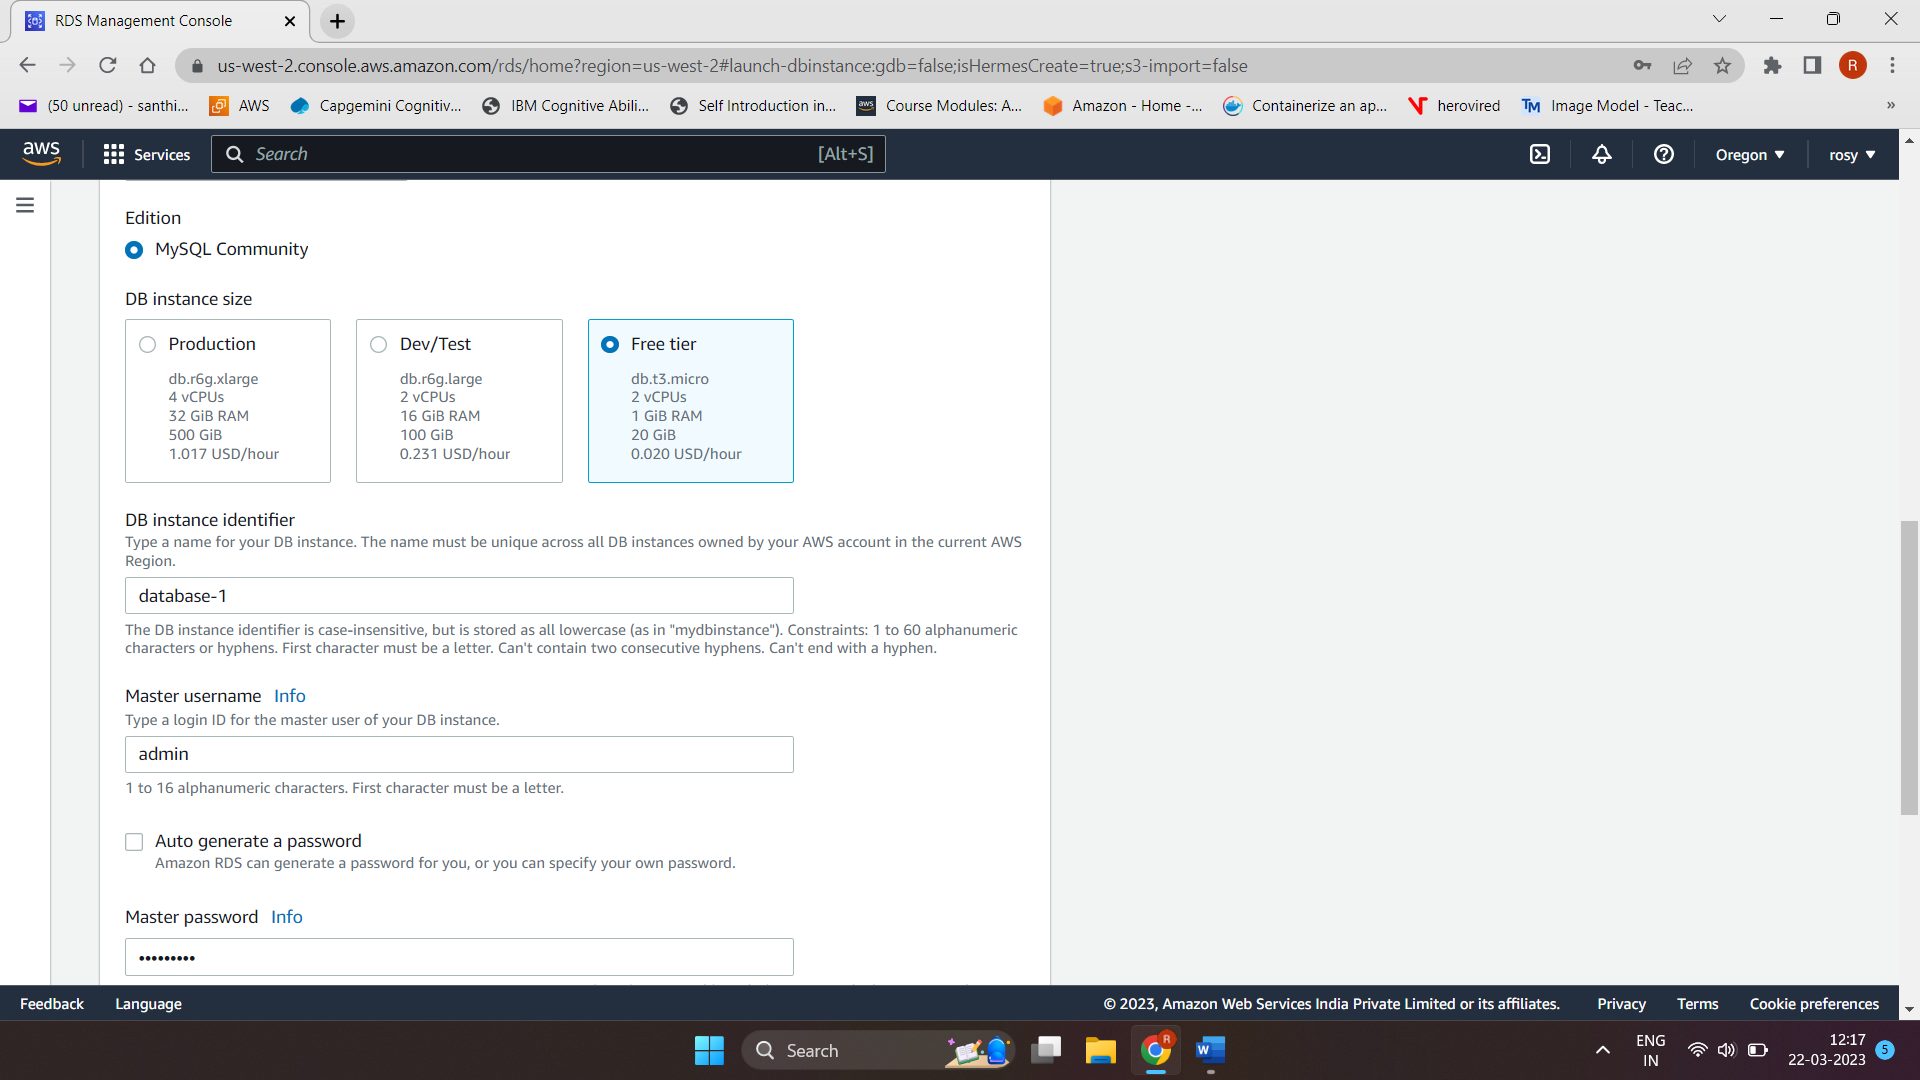 RDS Management Console
us-west-2.console.aws.amazon.com/rds/home?region=us-west-2#launch-dbinstance:gdb=false;isHermesCreate=true;s3-import=false
R
(50 unread) - santhi...
AWS
Capgemini Cognitiv...
IBM Cognitive Abili...
Self Introduction in...
aws
Course Modules: A...
Amazon - Home -...
Containerize an ap...
herovired
TM
Image Model - Teac...
»
aws
Services
Search
[Alt+S]
Oregon
rosy
Edition
MySQL Community
DB instance size
Production
db.r6g.xlarge
4 vCPUs
32 GiB RAM
500 GiB
1.017 USD/hour
Dev/Test
db.r6g.large
2 vCPUs
16 GiB RAM
100 GiB
0.231 USD/hour
Free tier
db.t3.micro
2 vCPUs
1 GiB RAM
20 GiB
0.020 USD/hour
DB instance identifier
Type a name for your DB instance. The name must be unique across all DB instances owned by your AWS account in the current AWS
Region.
database-1
The DB instance identifier is case-insensitive, but is stored as all lowercase (as in "mydbinstance"). Constraints: 1 to 60 alphanumeric
characters or hyphens. First character must be a letter. Can't contain two consecutive hyphens. Can't end with a hyphen.
Master username Info
Type a login ID for the master user of your DB instance.
admin
1 to 16 alphanumeric characters. First character must be a letter.
Auto generate a password
Amazon RDS can generate a password for you, or you can specify your own password.
Master password Info
•••••••••
Feedback
Language
© 2023, Amazon Web Services India Private Limited or its affiliates.
Privacy
Terms
Cookie preferences
Search
R
W
ENG
IN
12:17
22-03-2023
5